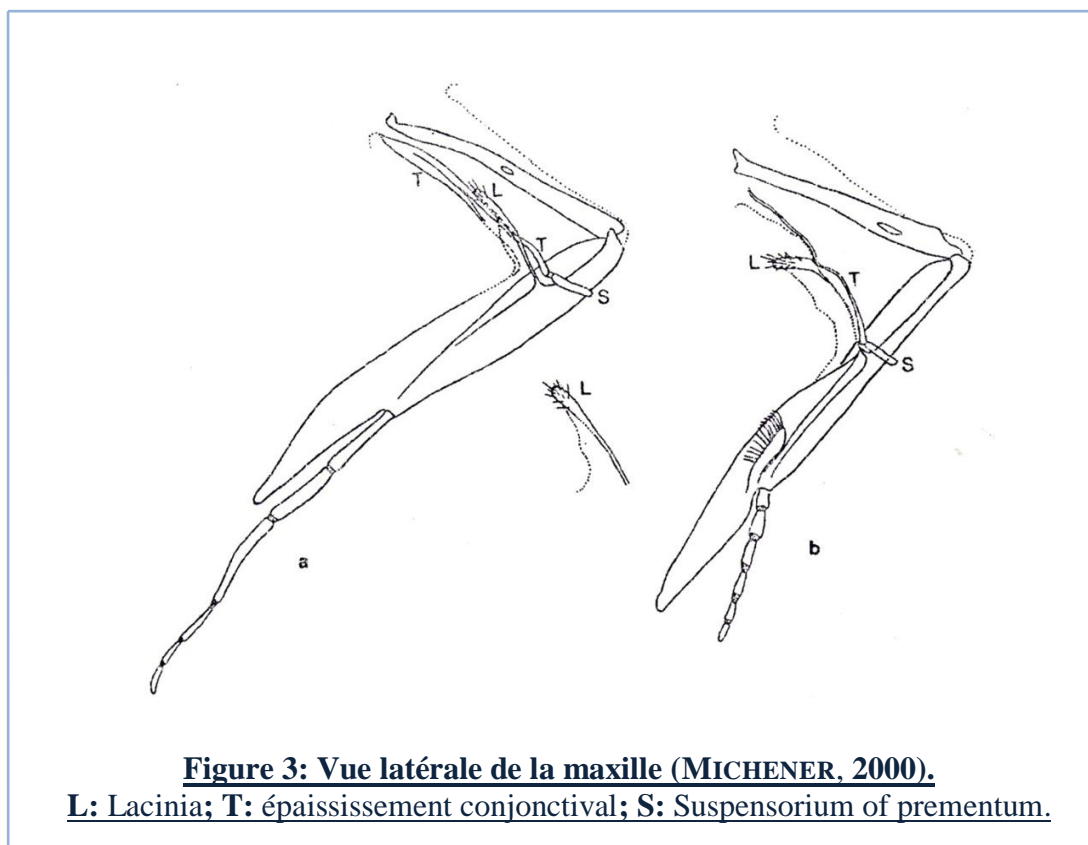 T
L
T
S
L
L
T
S
a
b
Figure 3: Vue latérale de la maxille (MICHENER, 2000).
L: Lacinia; T: épaississement conjonctival; S: Suspensorium of prementum.